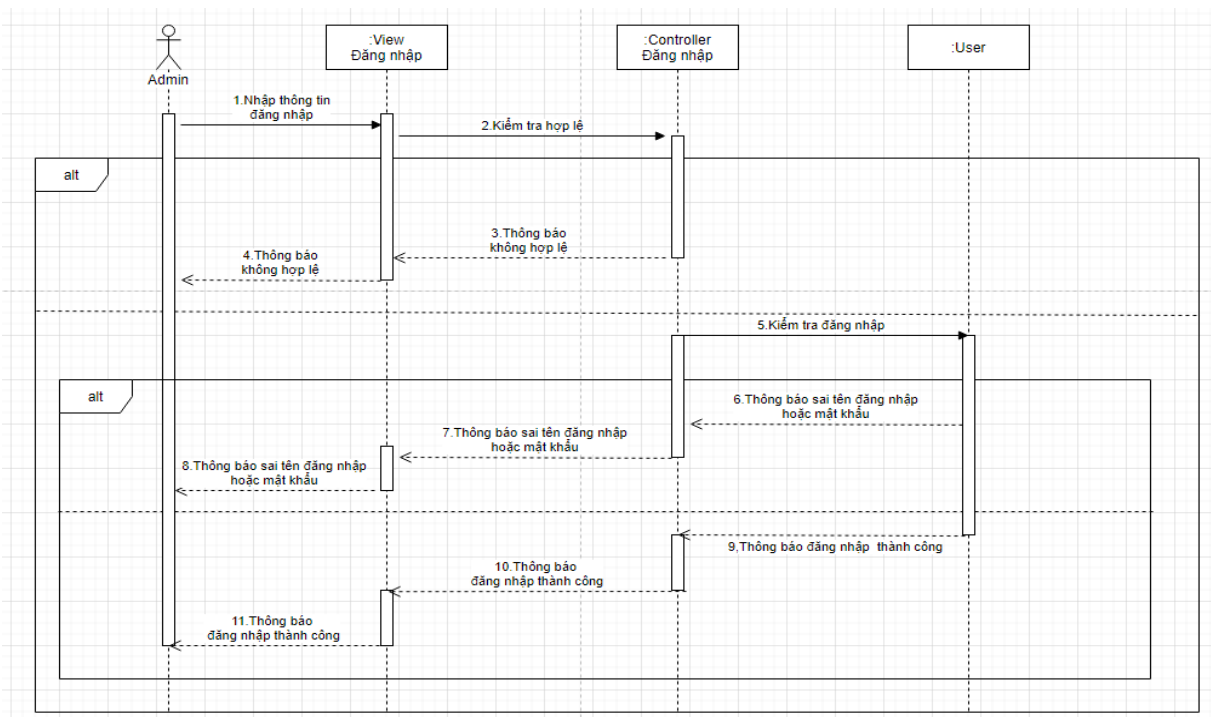 :View
Đăng nhập
:Controller
Đăng nhập
:User
Admin
1.Nhập thông tin
đăng nhập
2.Kiểm tra hợp lệ
alt
3.Thông báo
không hợp lệ
4.Thông báo
không hợp lệ
5.Kiểm tra đăng nhập
alt
6.Thông báo sai tên đăng nhập
hoặc mật khẩu
7.Thông báo sai tên đăng nhập
hoặc mật khẩu
8.Thông báo sai tên đăng nhập
hoặc mật khẩu
9,Thông báo đăng nhập thành công
10.Thông báo
đăng nhập thành công
11.Thông báo
đăng nhập thành công